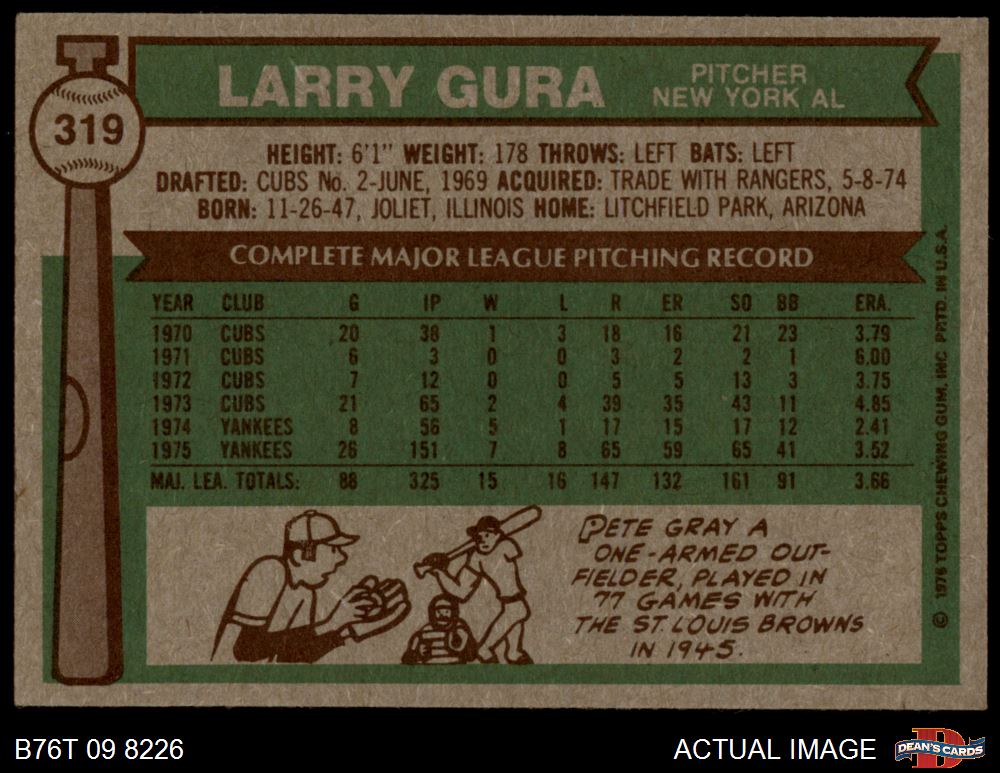 319
LARRY GURA
PITCHER
NEW YORK AL
HEIGHT: 6'1" WEIGHT: 178 THROWS: LEFT BATS: LEFT
DRAFTED: CUBS No. 2-JUNE, 1969 ACQUIRED: TRADE WITH RANGERS, 5-8-74
BORN: 11-26-47, JOLIET, ILLINOIS HOME: LITCHFIELD PARK, ARIZONA
COMPLETE MAJOR LEAGUE PITCHING RECORD
YEAR CLUB G IP W L R ER SO BB ERA.
1970 CUBS 20 38 1 3 18 16 21 23 3.79
1971 CUBS 6 3 0 0 3 2 2 1 6.00
1972 CUBS 7 12 0 0 5 5 13 3 3.75
1973 CUBS 21 65 2 4 39 35 43 11 4.85
1974 YANKEES 8 56 5 1 17 15 17 12 2.41
1975 YANKEES 26 151 7 8 65 59 65 41 3.52
MAJ. LEA. TOTALS: 88 325 15 16 147 132 161 91 3.66
PETE GRAY A
ONE-ARMED OUT-
FIELDER, PLAYED IN
77 GAMES WITH
THE ST. LOUIS BROWNS
IN 1945.
© 1976 TOPPS CHEWING GUM, INC. PRTD. IN U.S.A.
B76T 09 8226
ACTUAL IMAGE
D
DEAN'S CARDS